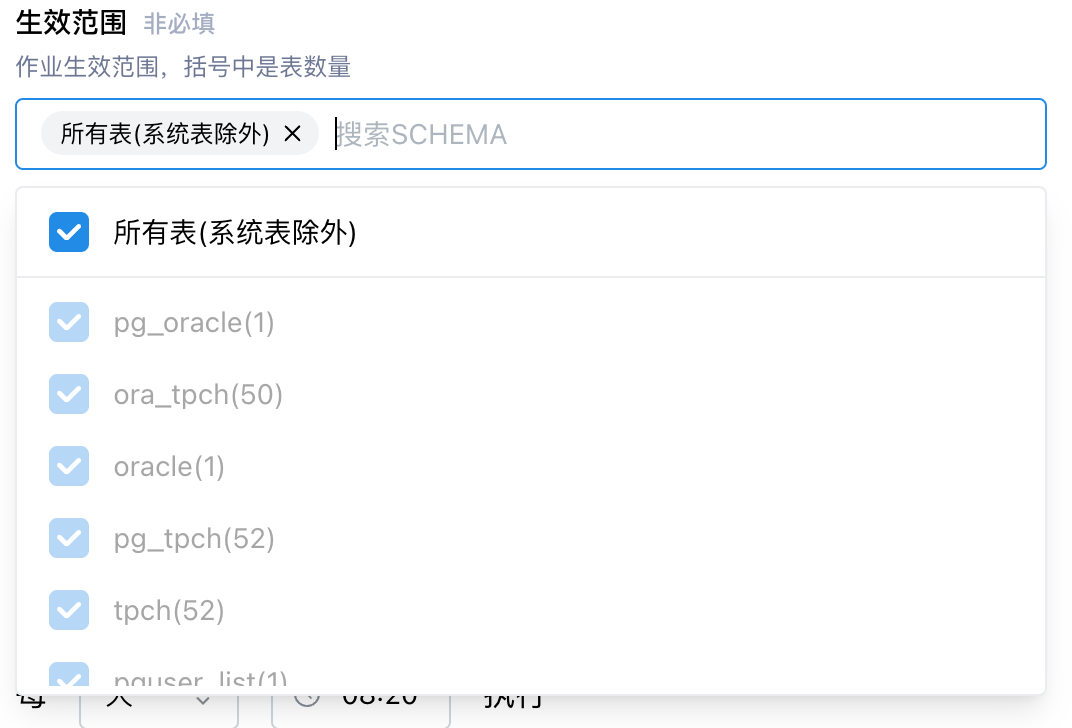 生效范围 非必填
作业生效范围，括号中是表数量
所有表(系统表除外) × 搜索SCHEMA
所有表(系统表除外)
pg_oracle(1)
ora_tpch(50)
oracle(1)
pg_tpch(52)
tpch(52)
pguser_list(1)
每 天 08:20 执行